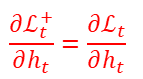 ∂ℒ_t^+ / ∂h_t = ∂ℒ_t / ∂h_t